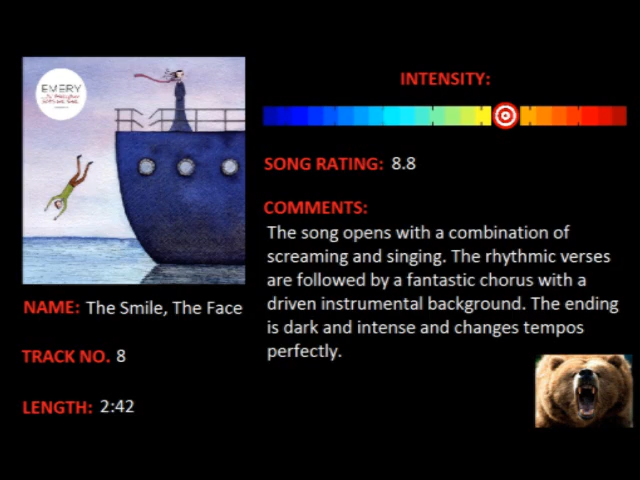 EMERY
INTENSITY:
SONG RATING: 8.8
COMMENTS:
The song opens with a combination of
screaming and singing. The rhythmic verses
are followed by a fantastic chorus with a
driven instrumental background. The ending
is dark and intense and changes tempos
perfectly.
NAME: The Smile, The Face
TRACK NO. 8
LENGTH: 2:42